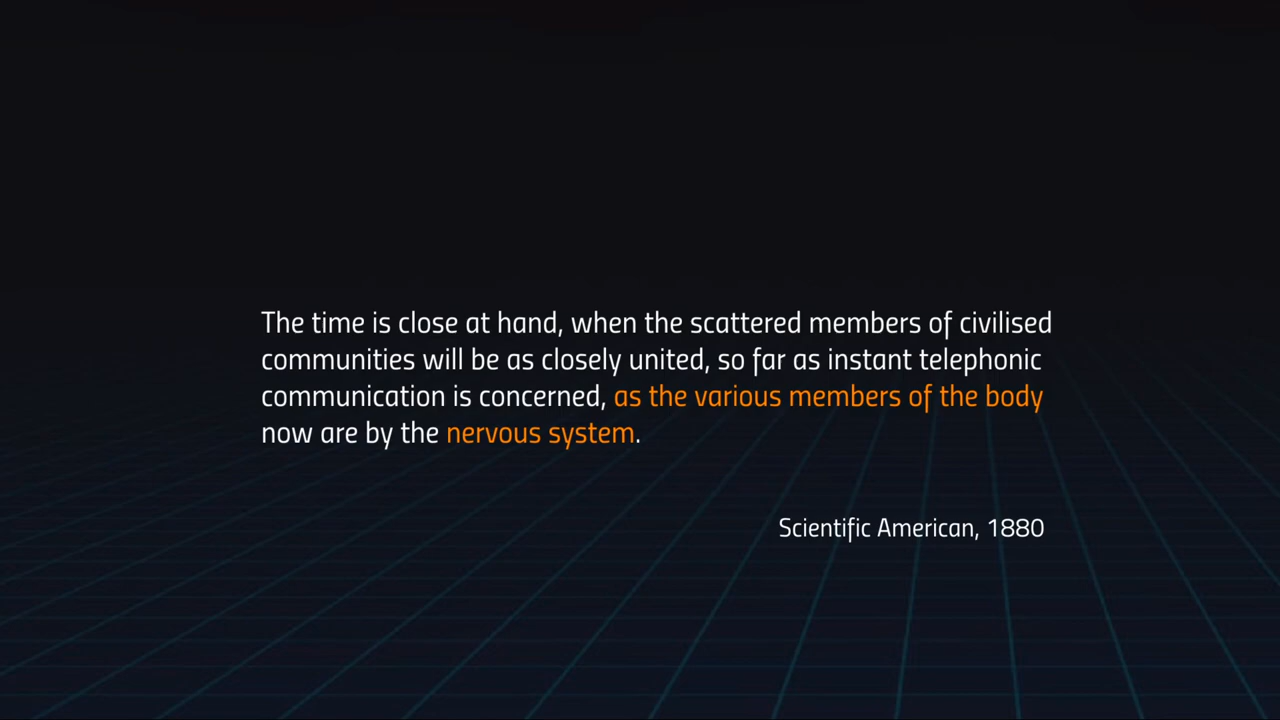 The time is close at hand, when the scattered members of civilised
communities will be as closely united, so far as instant telephonic
communication is concerned, as the various members of the body
now are by the nervous system.
Scientific American, 1880